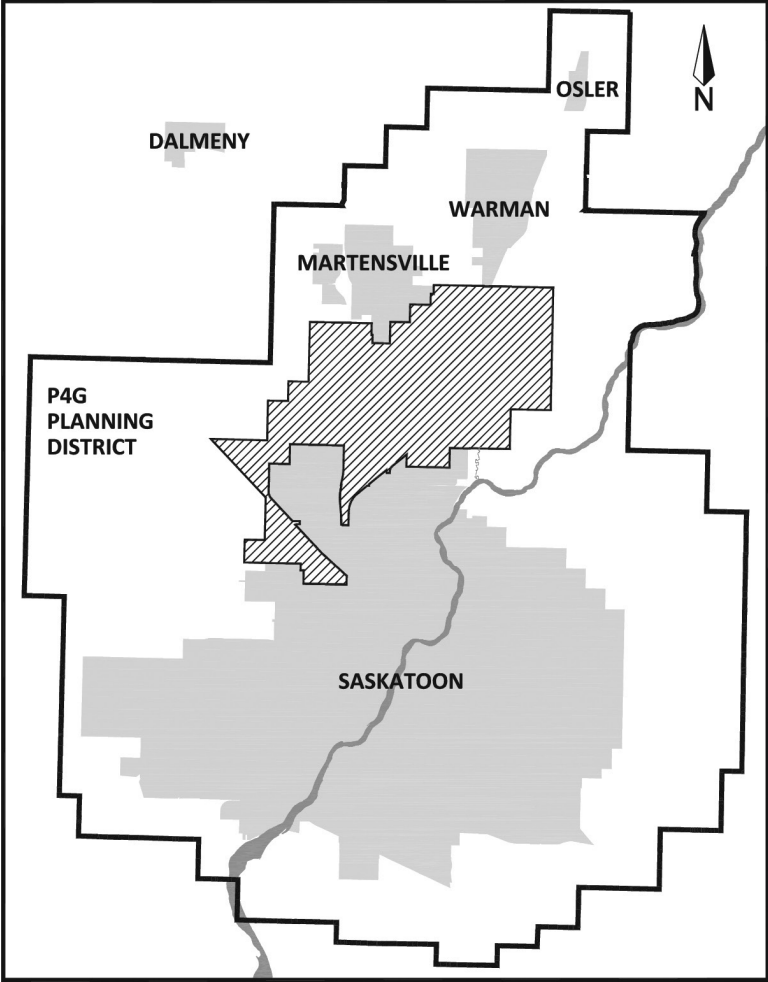 OSLER
N
DALMENY
WARMAN
MARTENSVILLE
P4G
PLANNING
DISTRICT
SASKATOON